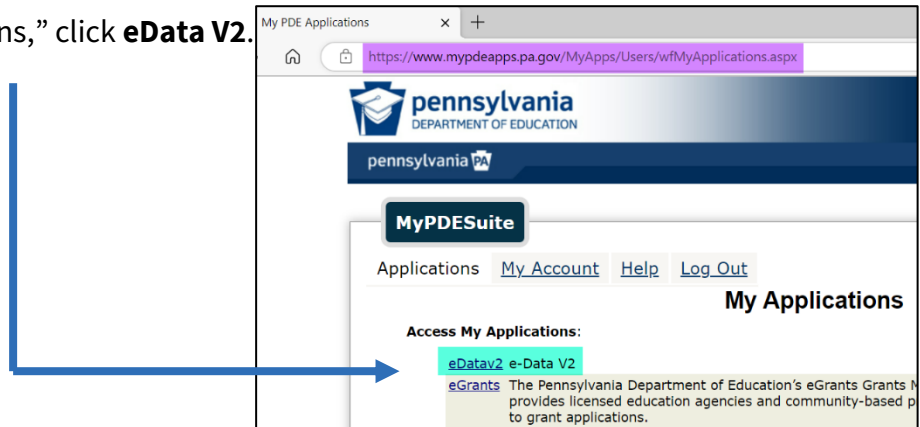 ns,” click eData V2.
My PDE Applications
https://www.mypdeapps.pa.gov/MyApps/Users/wfMyApplications.aspx
pennsylvania
DEPARTMENT OF EDUCATION
pennsylvania PA
MyPDESuite
Applications My Account Help Log Out
My Applications
Access My Applications:
eDatav2 e-Data V2
eGrants The Pennsylvania Department of Education's eGrants Grants
provides licensed education agencies and community-based
to grant applications.